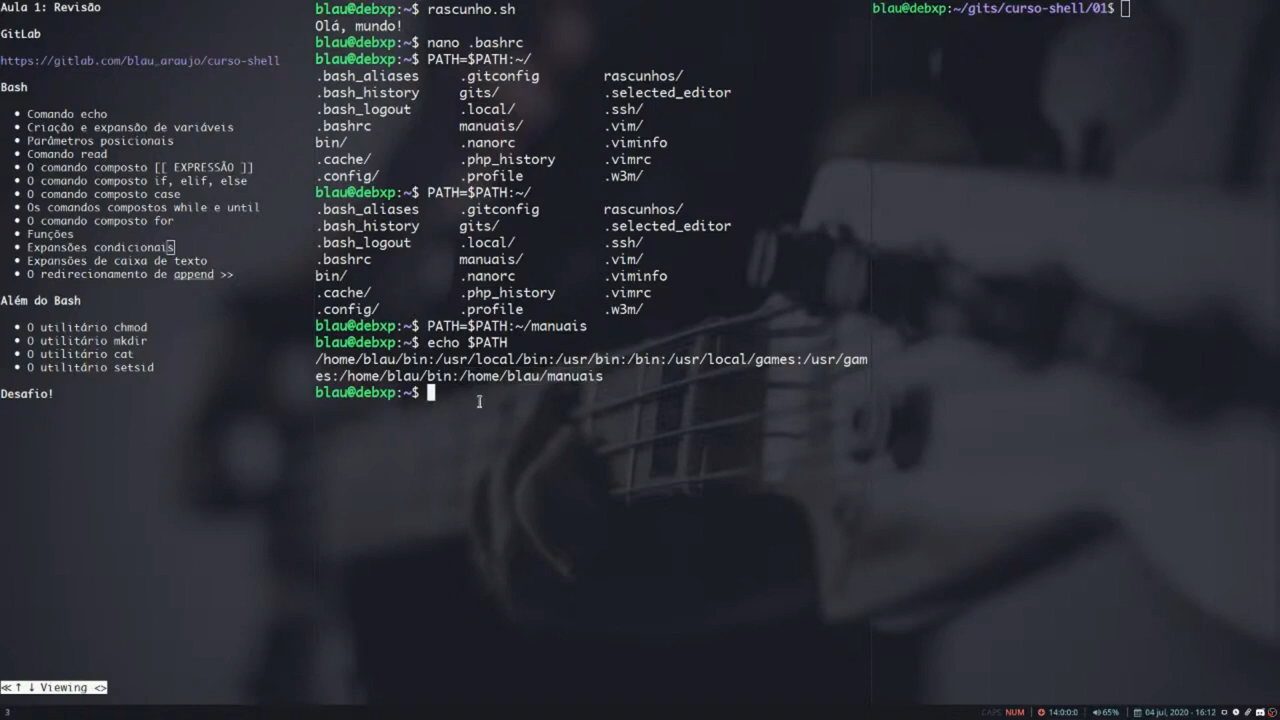 Aula 1: Revisão
GitLab
https://gitlab.com/blau_araujo/curso-shell
Bash
• Comando echo
• Criação e expansão de variáveis
• Parâmetros posicionais
• Comando read
• O comando composto [[ EXPRESSÃO ]]
• O comando composto if, elif, else
• O comando composto case
• Os comandos compostos while e until
• O comando composto for
• Funções
• Expansões condicionais
• Expansões de caixa de texto
• O redirecionamento de append >>
Além do Bash
• O utilitário chmod
• O utilitário mkdir
• O utilitário cat
• O utilitário setsid
Desafio!
≪↑ ↓ Viewing <>
blau@debxp:~$ rascunho.sh
Olá, mundo!
blau@debxp:~$ nano .bashrc
blau@debxp:~$ PATH=$PATH:~/
.bash_aliases .gitconfig rascunhos/
.bash_history gits/ .selected_editor
.bash_logout .local/ .ssh/
.bashrc manuais/ .vim/
bin/ .nanorc .viminfo
.cache/ .php_history .vimrc
.config/ .profile .w3m/
blau@debxp:~$ PATH=$PATH:~/
.bash_aliases .gitconfig rascunhos/
.bash_history gits/ .selected_editor
.bash_logout .local/ .ssh/
.bashrc manuais/ .vim/
bin/ .nanorc .viminfo
.cache/ .php_history .vimrc
.config/ .profile .w3m/
blau@debxp:~$ PATH=$PATH:~/manuais
blau@debxp:~$ echo $PATH
/home/blau/bin:/usr/local/bin:/usr/bin:/bin:/usr/local/games:/usr/gam
es:/home/blau/bin:/home/blau/manuais
blau@debxp:~$
blau@debxp:~/gits/curso-shell/01$
3
CAPS NUM 14:0:0:0 65% 04 jul, 2020 - 16:12